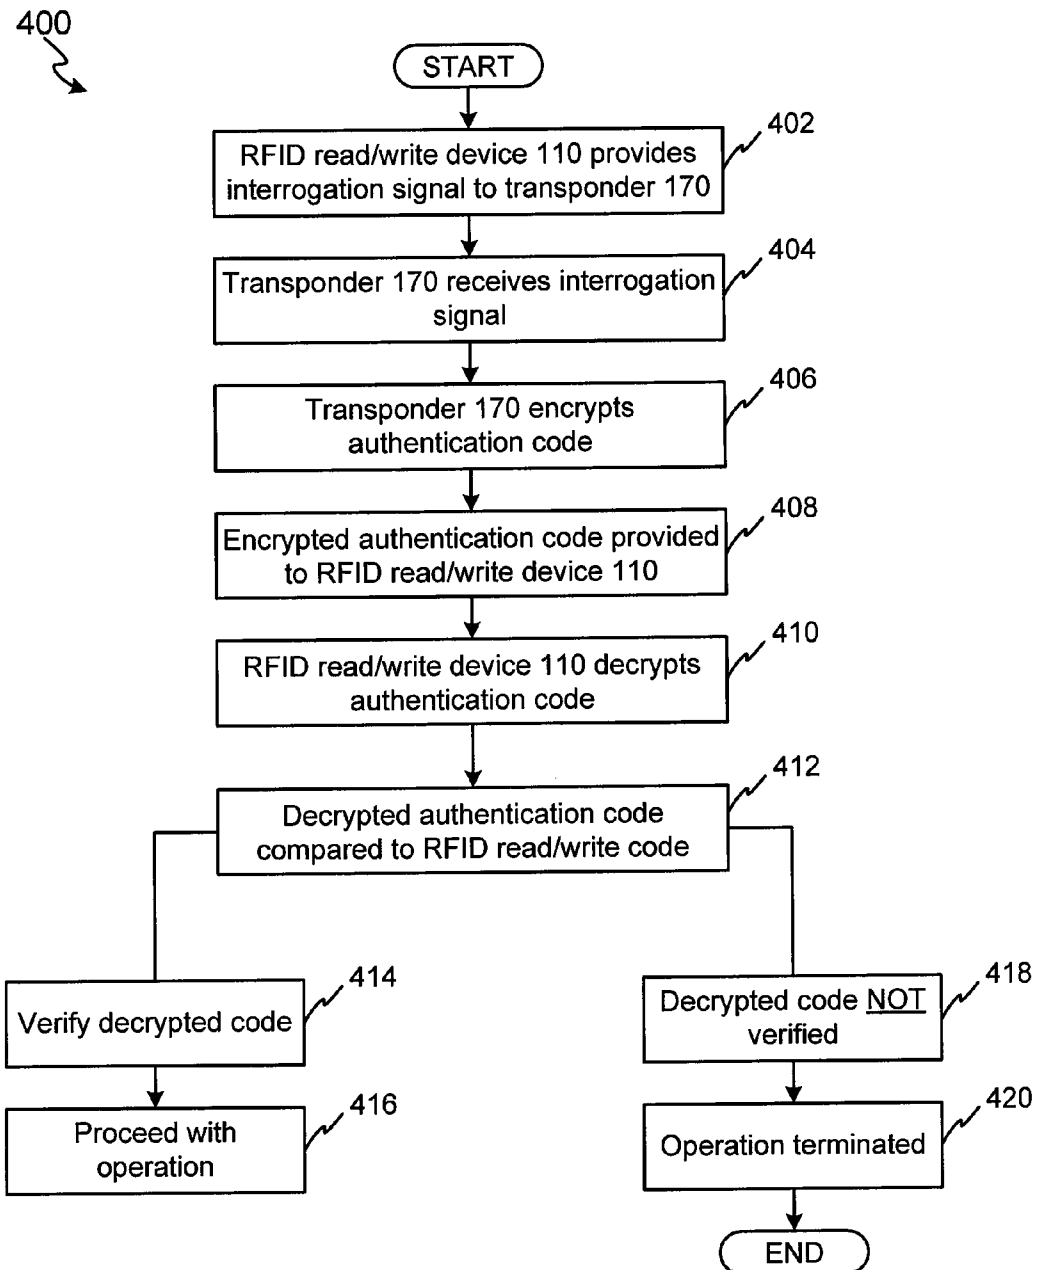 400
START
402
RFID read/write device 110 provides
interrogation signal to transponder 170
404
Transponder 170 receives interrogation
signal
406
Transponder 170 encrypts
authentication code
408
Encrypted authentication code provided
to RFID read/write device 110
410
RFID read/write device 110 decrypts
authentication code
412
Decrypted authentication code
compared to RFID read/write code
414
Verify decrypted code
416
Proceed with
operation
418
Decrypted code NOT
verified
420
Operation terminated
END